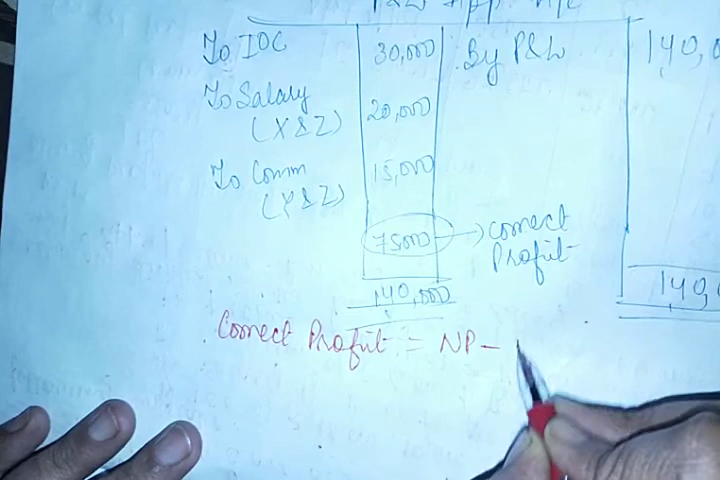 P&L App A/c
To IOC 30,000 By P&L 140,0
To Salary 20,000
(X&Z)
To Comm 15,000
(Y&Z)
75000 → correct
Profit
140,000 140,0
Correct Profit = NP -